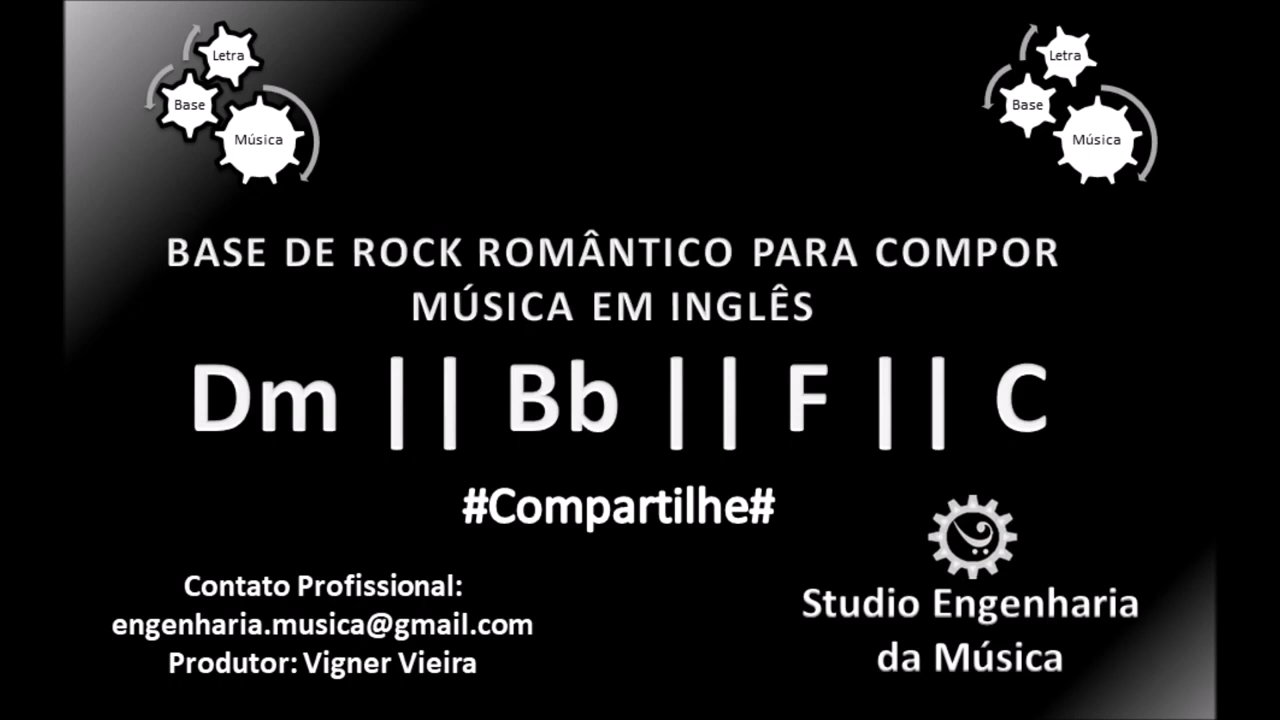 Letra
Base
Música
Letra
Base
Música
BASE DE ROCK ROMÂNTICO PARA COMPOR
MÚSICA EM INGLÊS
Dm || Bb || F || C
#Compartilhe#
Contato Profissional:
engenharia.musica@gmail.com
Produtor: Vigner Vieira
Studio Engenharia
da Música